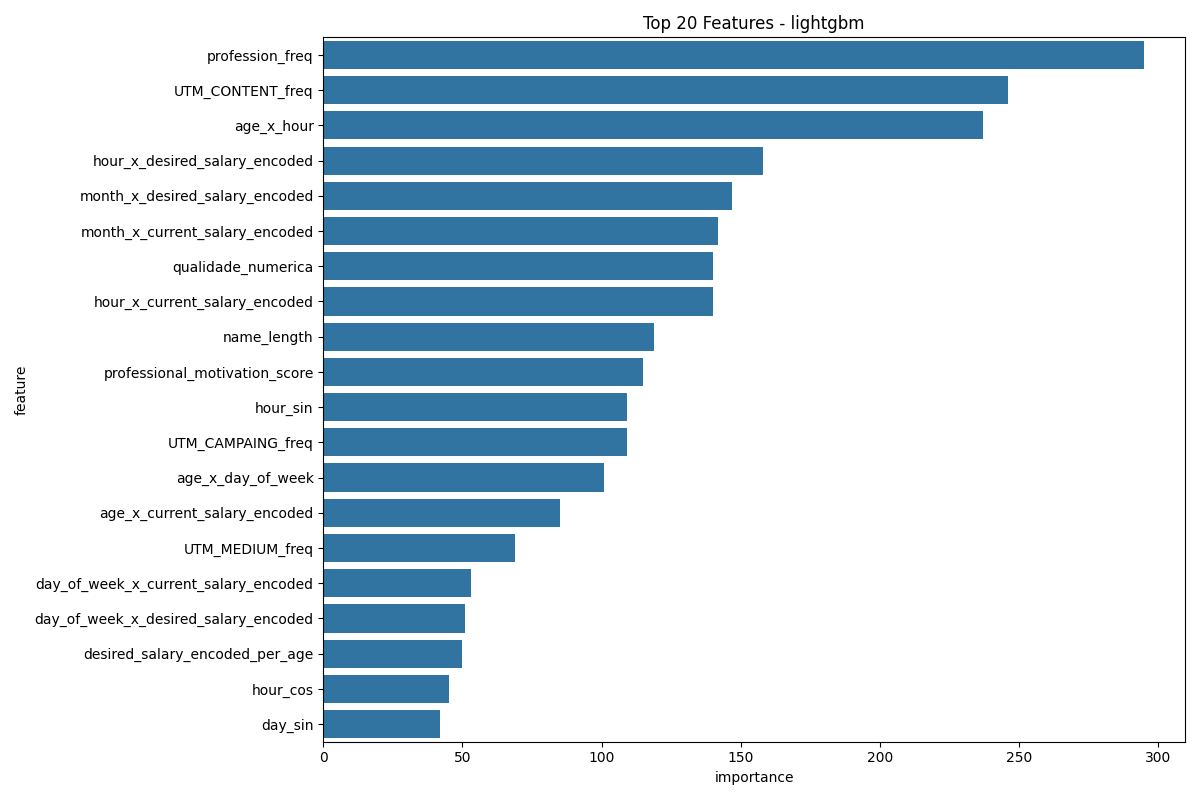 Top 20 Features - lightgbm
profession_freq
UTM_CONTENT_freq
age_x_hour
hour_x_desired_salary_encoded
month_x_desired_salary_encoded
month_x_current_salary_encoded
qualidade_numerica
hour_x_current_salary_encoded
name_length
professional_motivation_score
hour_sin
UTM_CAMPAING_freq
age_x_day_of_week
age_x_current_salary_encoded
UTM_MEDIUM_freq
day_of_week_x_current_salary_encoded
day_of_week_x_desired_salary_encoded
desired_salary_encoded_per_age
hour_cos
day_sin
feature
0 50 100 150 200 250 300
importance